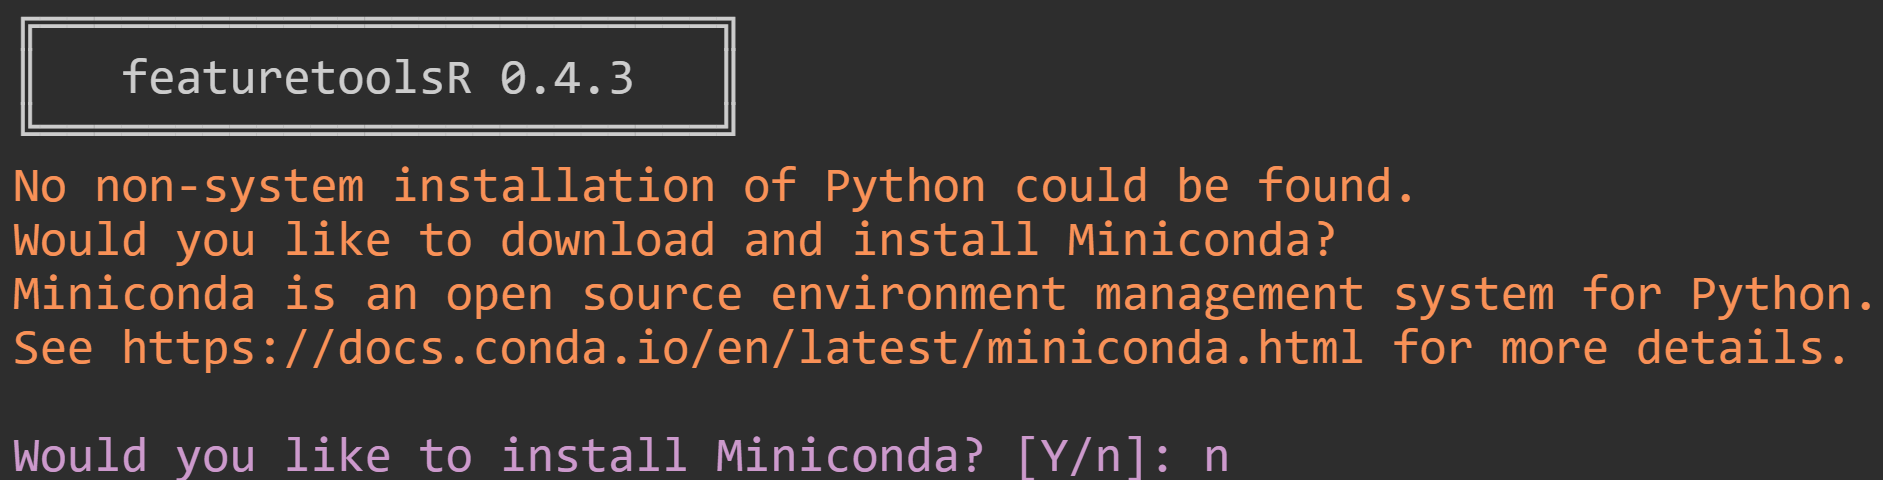 featuretoolsR 0.4.3
No non-system installation of Python could be found.
Would you like to download and install Miniconda?
Miniconda is an open source environment management system for Python.
See https://docs.conda.io/en/latest/miniconda.html for more details.
Would you like to install Miniconda? [Y/n]: n